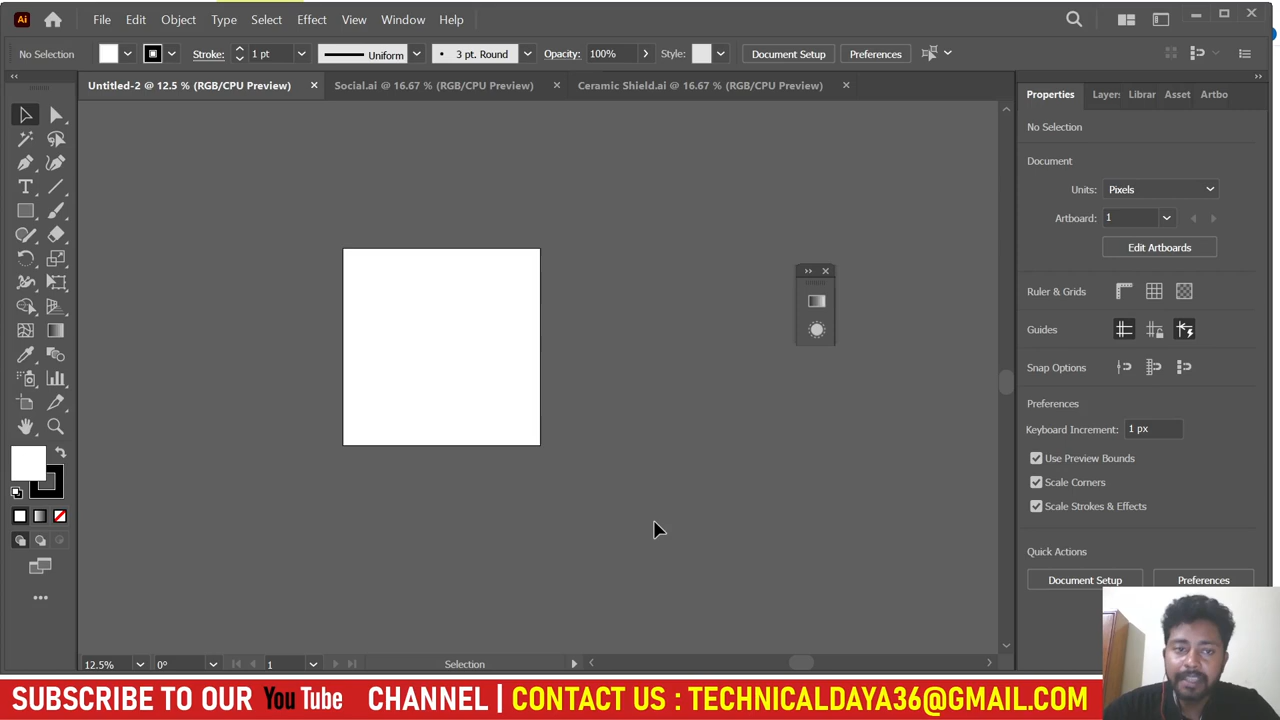 Ai File Edit Object Type Select Effect View Window Help
No Selection Stroke: 1 pt Uniform 3 pt. Round Opacity: 100% Style: Document Setup Preferences
Untitled-2 @ 12.5 % (RGB/CPU Preview) Social.ai @ 16.67 % (RGB/CPU Preview) Ceramic Shield.ai @ 16.67 % (RGB/CPU Preview)
Properties Layer: Librar Asset Artbo
No Selection
Document
Units: Pixels
Artboard: 1
Edit Artboards
Ruler & Grids
Guides
Snap Options
Preferences
Keyboard Increment: 1 px
Use Preview Bounds
Scale Corners
Scale Strokes & Effects
Quick Actions
Document Setup Preferences
12.5% 0° 1 Selection
SUBSCRIBE TO OUR YouTube CHANNEL | CONTACT US : TECHNICALDAYA36@GMAIL.COM